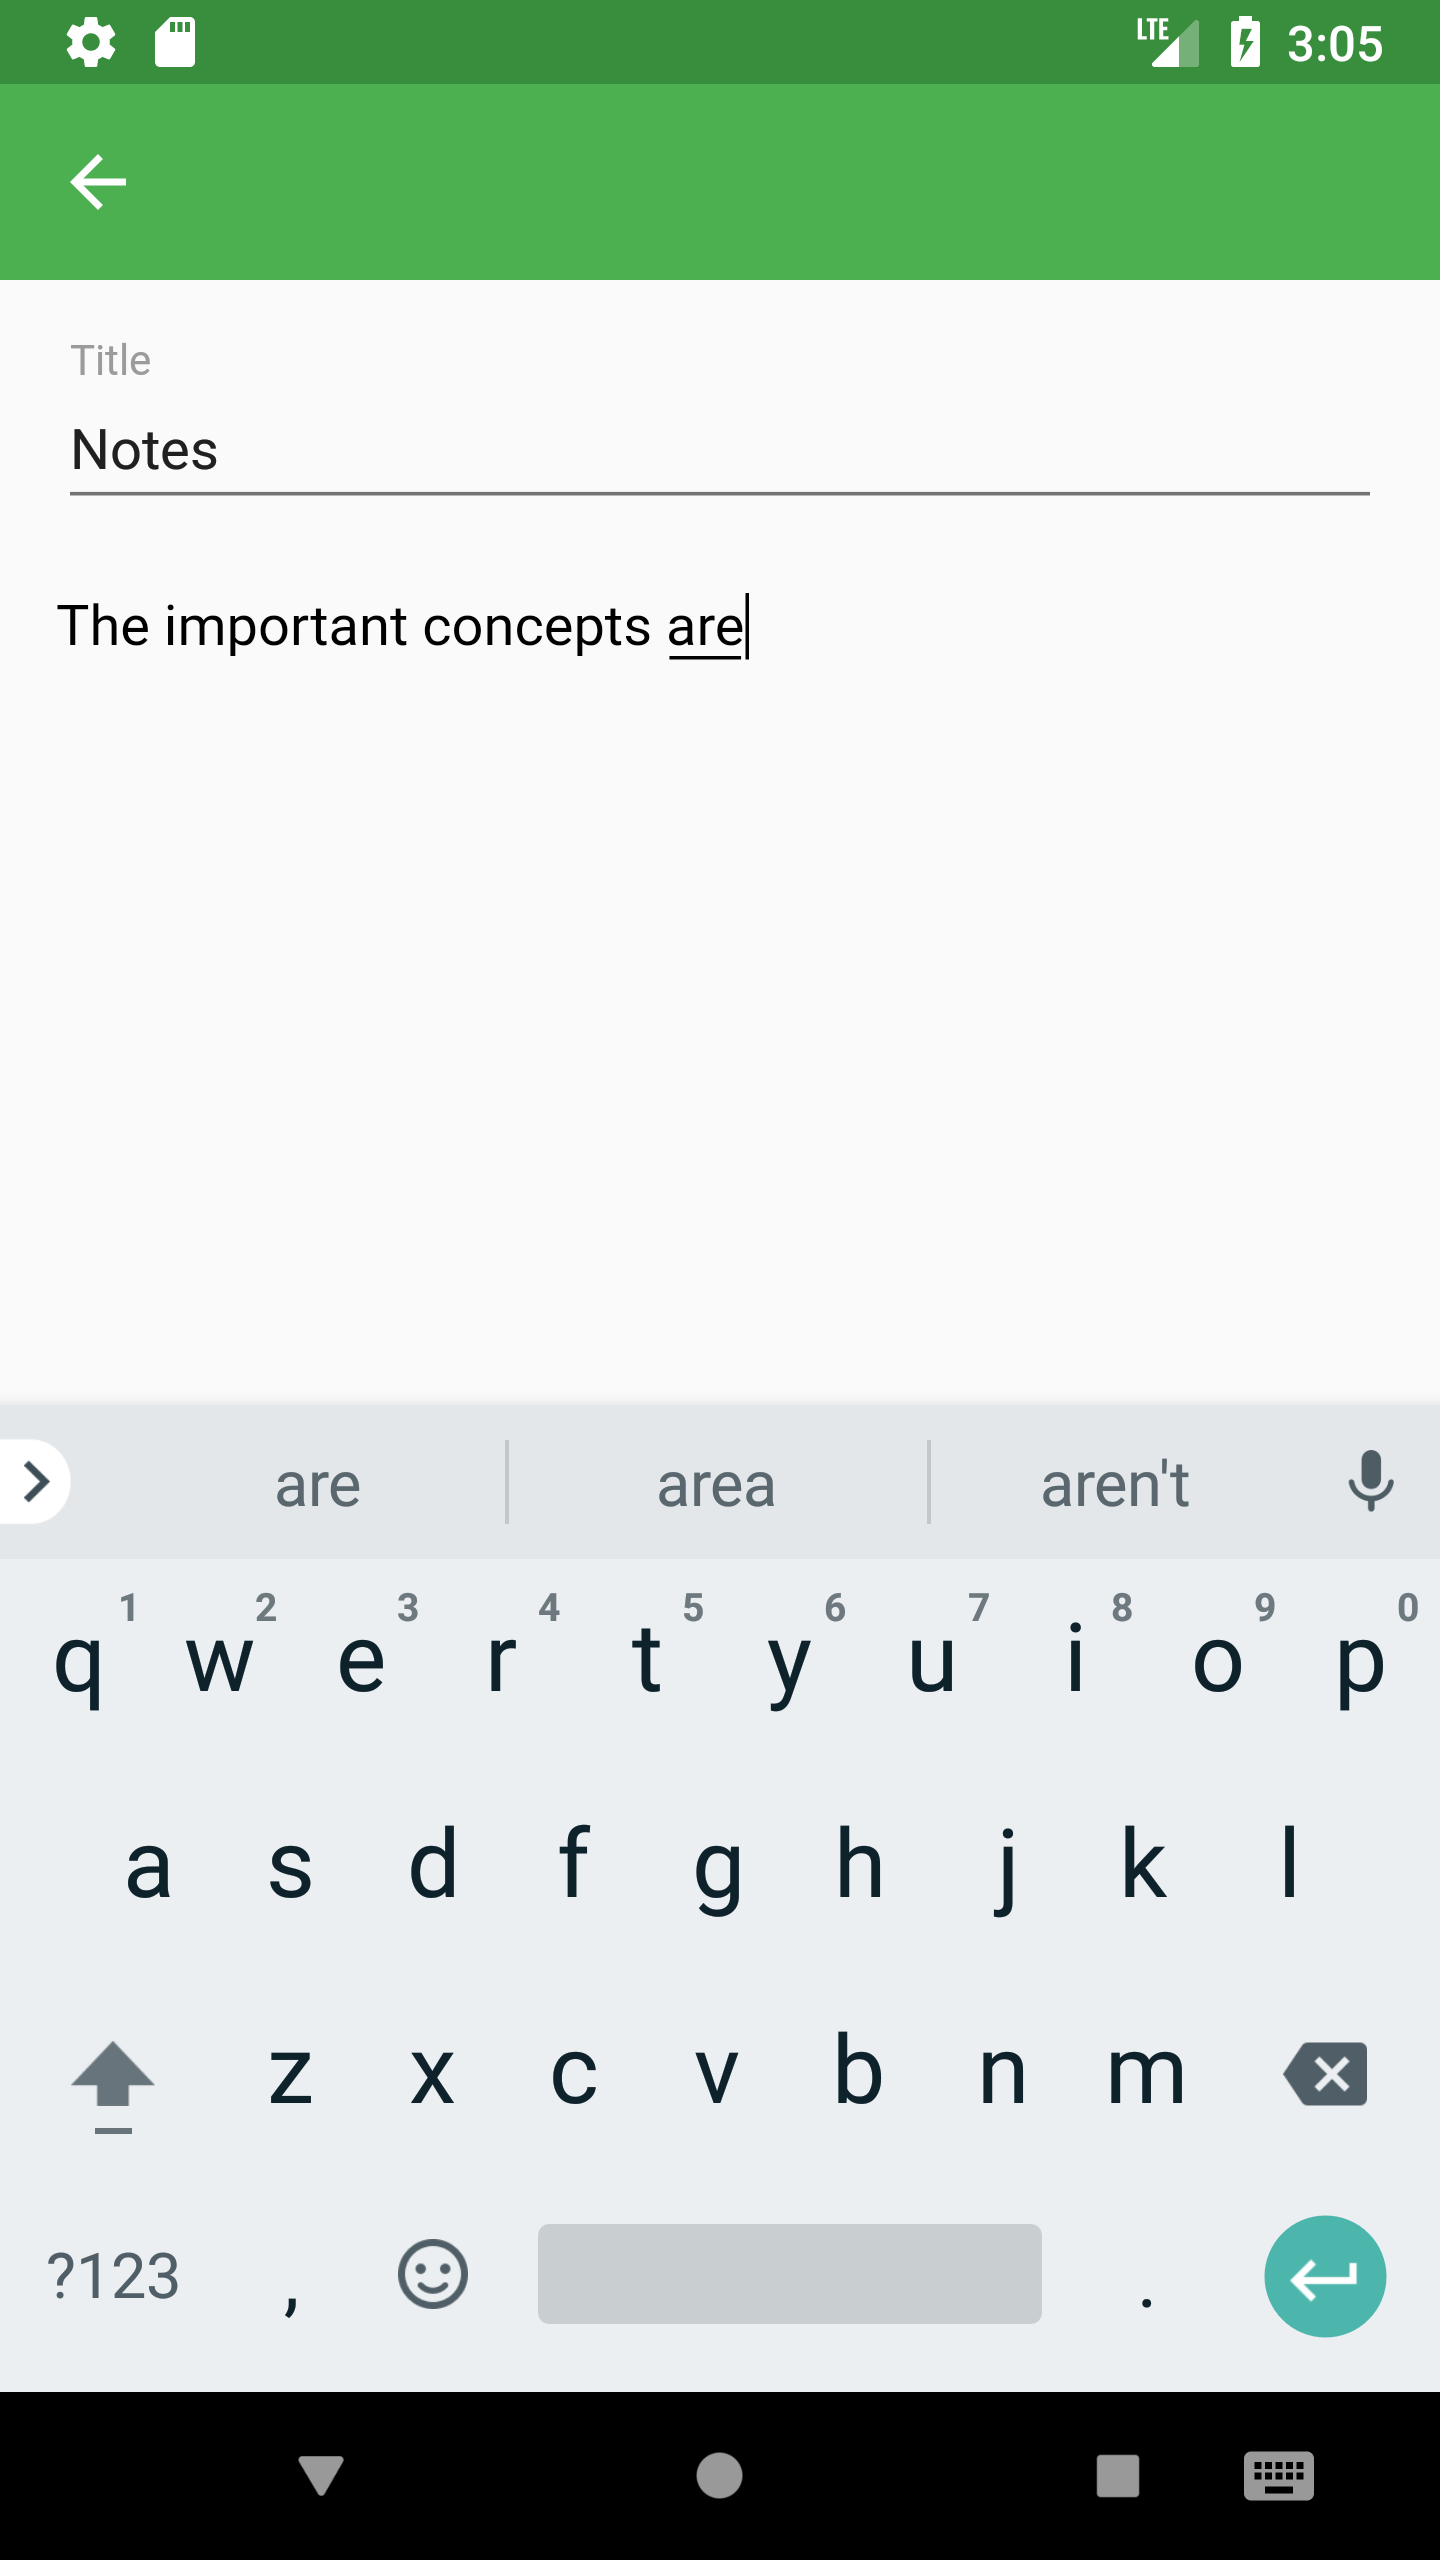 LTE 3:05
Title
Notes
The important concepts are
are area aren't
1 2 3 4 5 6 7 8 9 0
q w e r t y u i o p
a s d f g h j k l
z x c v b n m
?123 , .